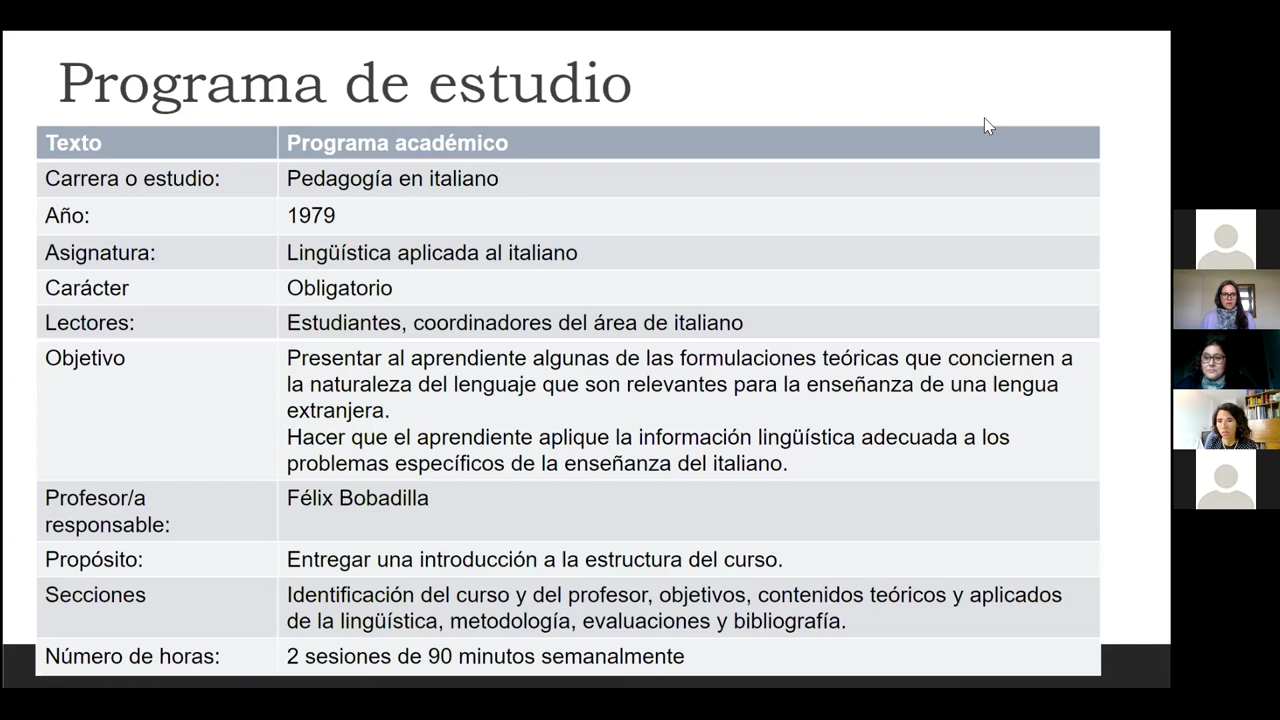 Programa de estudio
Texto
Programa académico
Carrera o estudio:
Pedagogía en italiano
Año:
1979
Asignatura:
Lingüística aplicada al italiano
Carácter
Obligatorio
Lectores:
Estudiantes, coordinadores del área de italiano
Objetivo
Presentar al aprendiente algunas de las formulaciones teóricas que conciernen a
la naturaleza del lenguaje que son relevantes para la enseñanza de una lengua
extranjera.
Hacer que el aprendiente aplique la información lingüística adecuada a los
problemas específicos de la enseñanza del italiano.
Profesor/a
responsable:
Félix Bobadilla
Propósito:
Entregar una introducción a la estructura del curso.
Secciones
Identificación del curso y del profesor, objetivos, contenidos teóricos y aplicados
de la lingüística, metodología, evaluaciones y bibliografía.
Número de horas:
2 sesiones de 90 minutos semanalmente